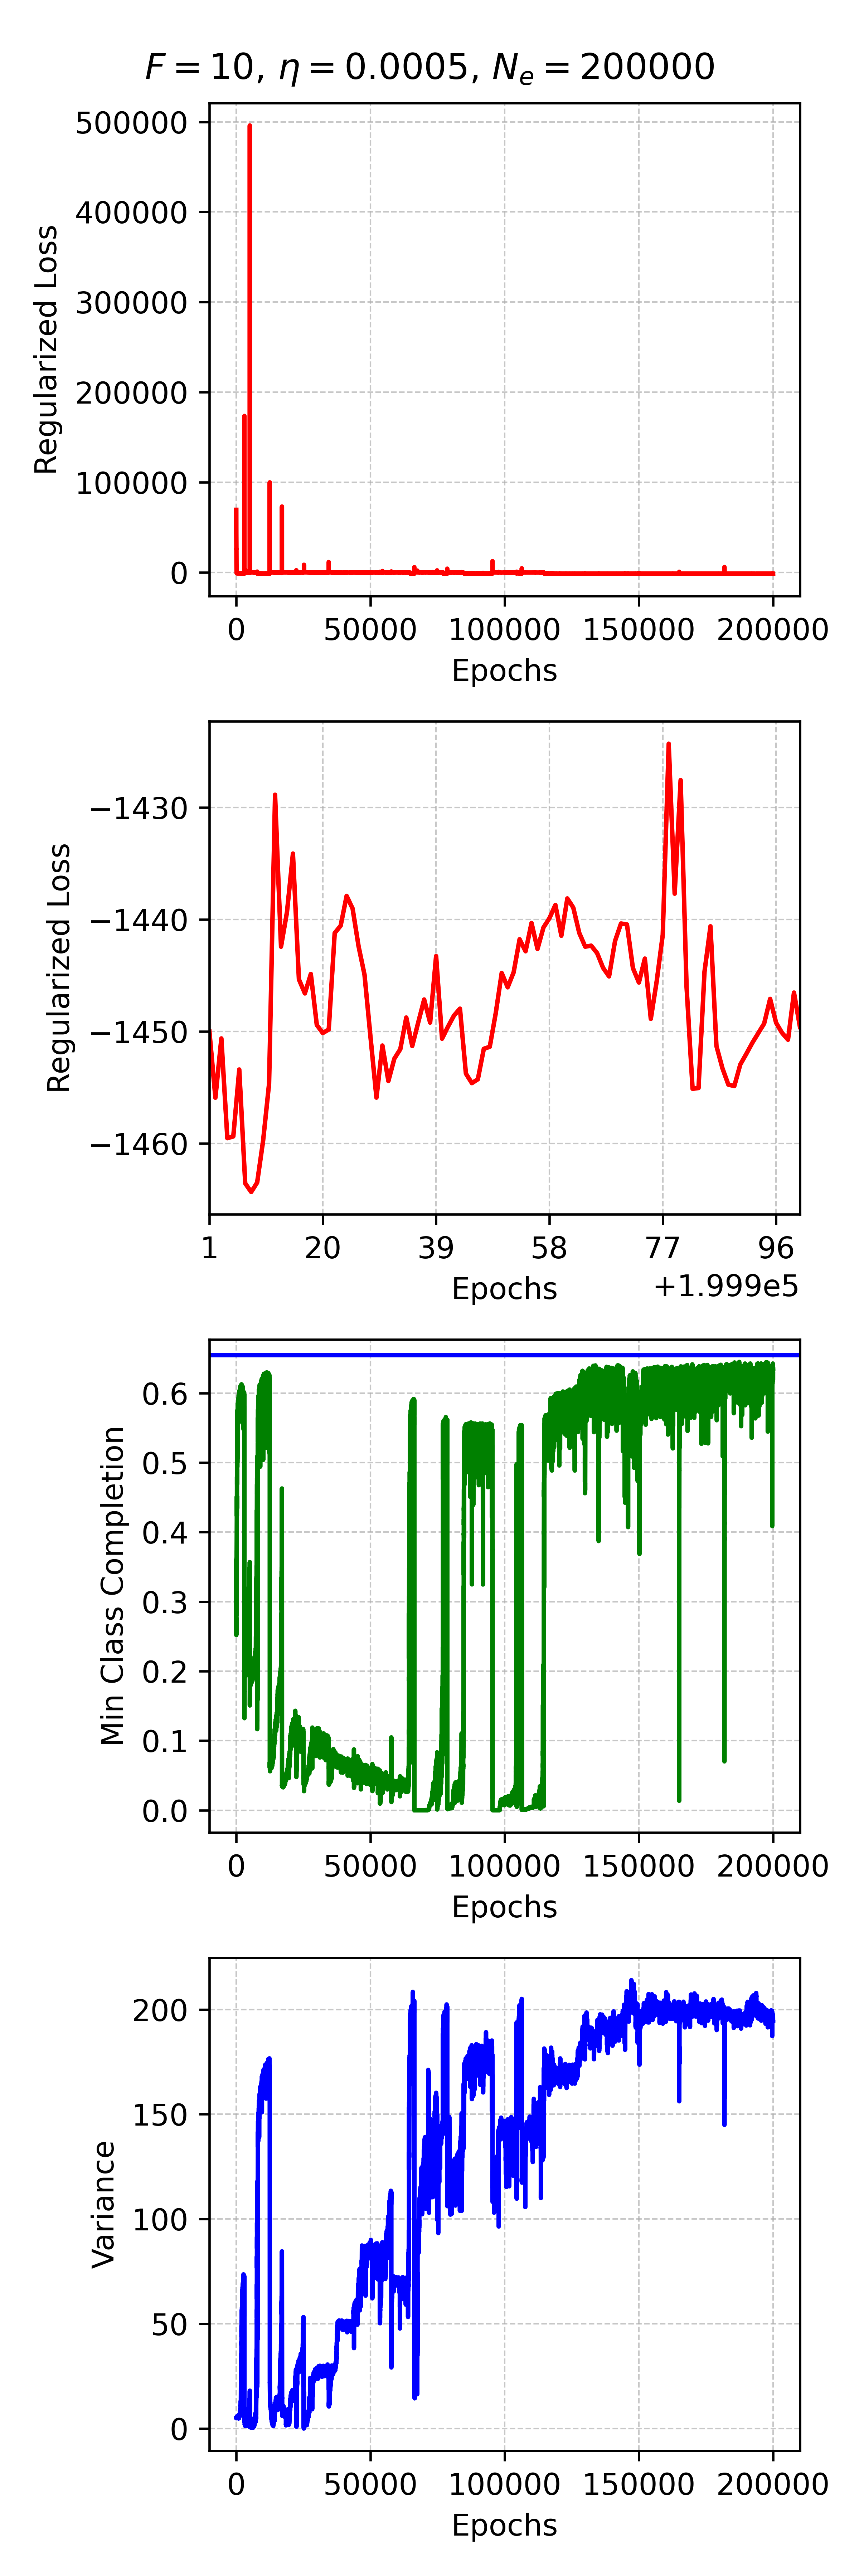 F = 10, η = 0.0005, Nₑ = 200000
500000
400000
300000
200000
100000
0
Regularized Loss
0 50000 100000 150000 200000
Epochs
−1430
−1440
−1450
−1460
Regularized Loss
1 20 39 58 77 96
Epochs
+1.999e5
0.6
0.5
0.4
0.3
0.2
0.1
0.0
Min Class Completion
0 50000 100000 150000 200000
Epochs
200
150
100
50
0
Variance
0 50000 100000 150000 200000
Epochs